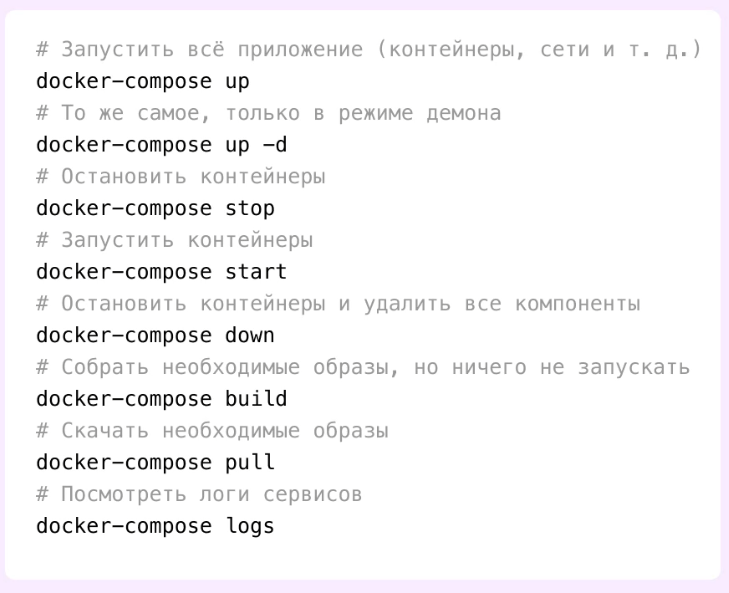 # Запустить всё приложение (контейнеры, сети и т. д.)
docker-compose up
# То же самое, только в режиме демона
docker-compose up -d
# Остановить контейнеры
docker-compose stop
# Запустить контейнеры
docker-compose start
# Остановить контейнеры и удалить все компоненты
docker-compose down
# Собрать необходимые образы, но ничего не запускать
docker-compose build
# Скачать необходимые образы
docker-compose pull
# Посмотреть логи сервисов
docker-compose logs